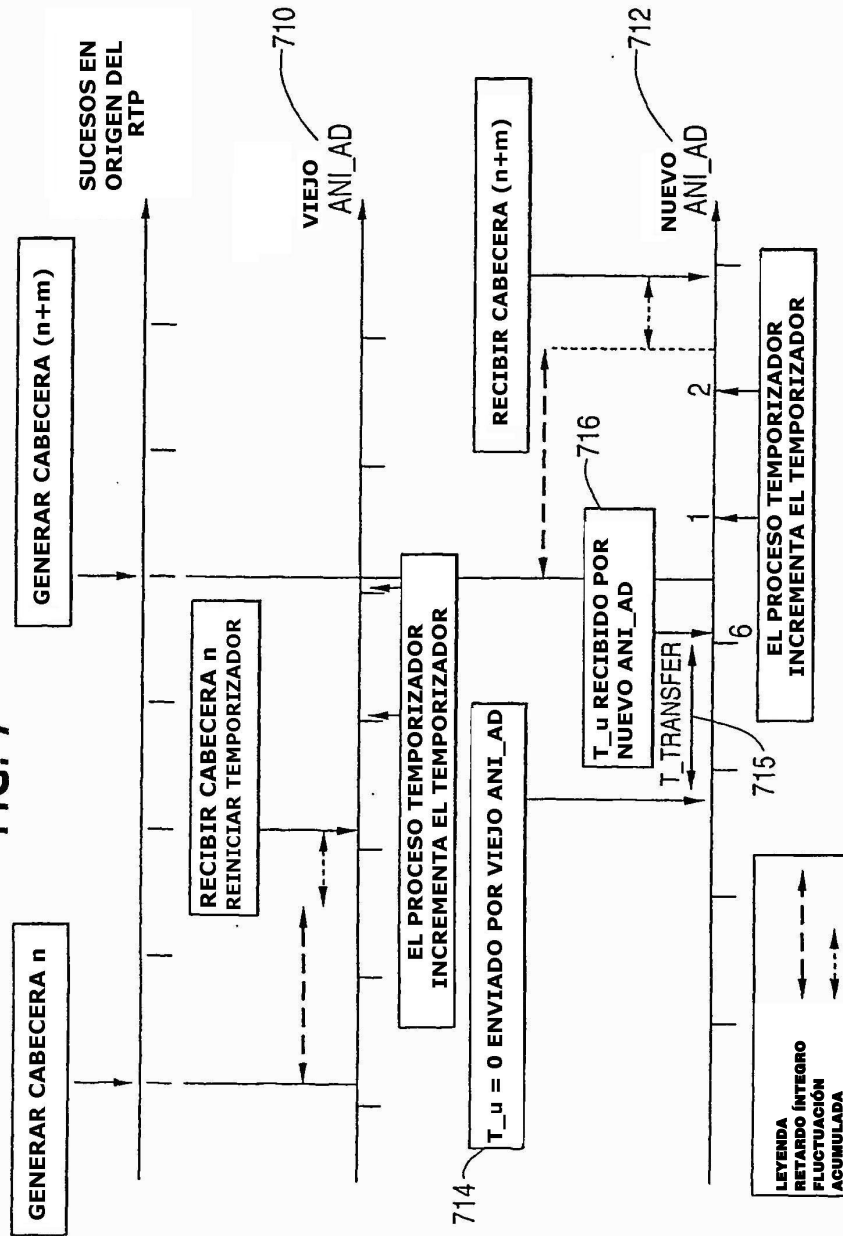 FIG. 7
GENERAR CABECERA n
GENERAR CABECERA (n+m)
SUCESOS EN
ORIGEN DEL
RTP
RECIBIR CABECERA n
REINICIAR TEMPORIZADOR
VIEJO
ANI_AD
710
EL PROCESO TEMPORIZADOR
INCREMENTA EL TEMPORIZADOR
714
T_u = 0 ENVIADO POR VIEJO ANI_AD
T_u RECIBIDO POR
NUEVO ANI_AD
716
RECIBIR CABECERA (n+m)
T_TRANSFER
715
6
1
2
NUEVO
ANI_AD
712
EL PROCESO TEMPORIZADOR
INCREMENTA EL TEMPORIZADOR
LEYENDA
RETARDO ÍNTEGRO
FLUCTUACIÓN
ACUMULADA